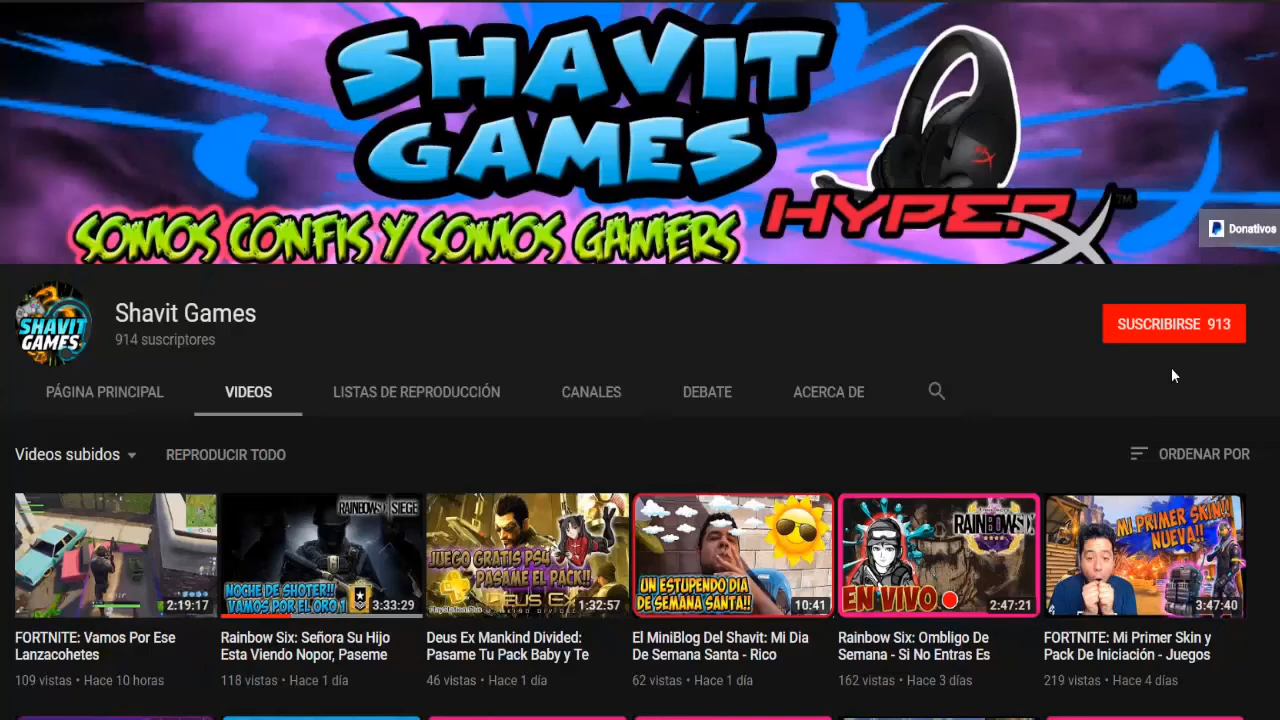 SHAVIT
GAMES
SOMOS CONFIS Y SOMOS GAMERS
HYPERX™
Donativos
SHAVIT
GAMES
Shavit Games
914 suscriptores
SUSCRIBIRSE 913
PÁGINA PRINCIPAL VIDEOS LISTAS DE REPRODUCCIÓN CANALES DEBATE ACERCA DE
Videos subidos REPRODUCIR TODO ORDENAR POR
2:19:17
RAINBOWSIX SIEGE
NOCHE DE SHOTER!!
VAMOS POR EL ORO 1
3:33:29
JUEGO GRATIS PS4
PASAME EL PACK!!
DEUS EX
1:32:57
UN ESTUPENDO DIA
DE SEMANA SANTA!!
10:41
RAINBOWSIX
EN VIVO
2:47:21
MI PRIMER SKIN!!
NUEVA!!
3:47:40
FORTNITE: Vamos Por Ese
Lanzacohetes
109 vistas • Hace 10 horas
Rainbow Six: Señora Su Hijo
Esta Viendo Nopor, Paseme
118 vistas • Hace 1 día
Deus Ex Mankind Divided:
Pasame Tu Pack Baby y Te
46 vistas • Hace 1 día
El MiniBlog Del Shavit: Mi Dia
De Semana Santa - Rico
62 vistas • Hace 1 día
Rainbow Six: Ombligo De
Semana - Si No Entras Es
162 vistas • Hace 3 días
FORTNITE: Mi Primer Skin y
Pack De Iniciación - Juegos
219 vistas • Hace 4 días